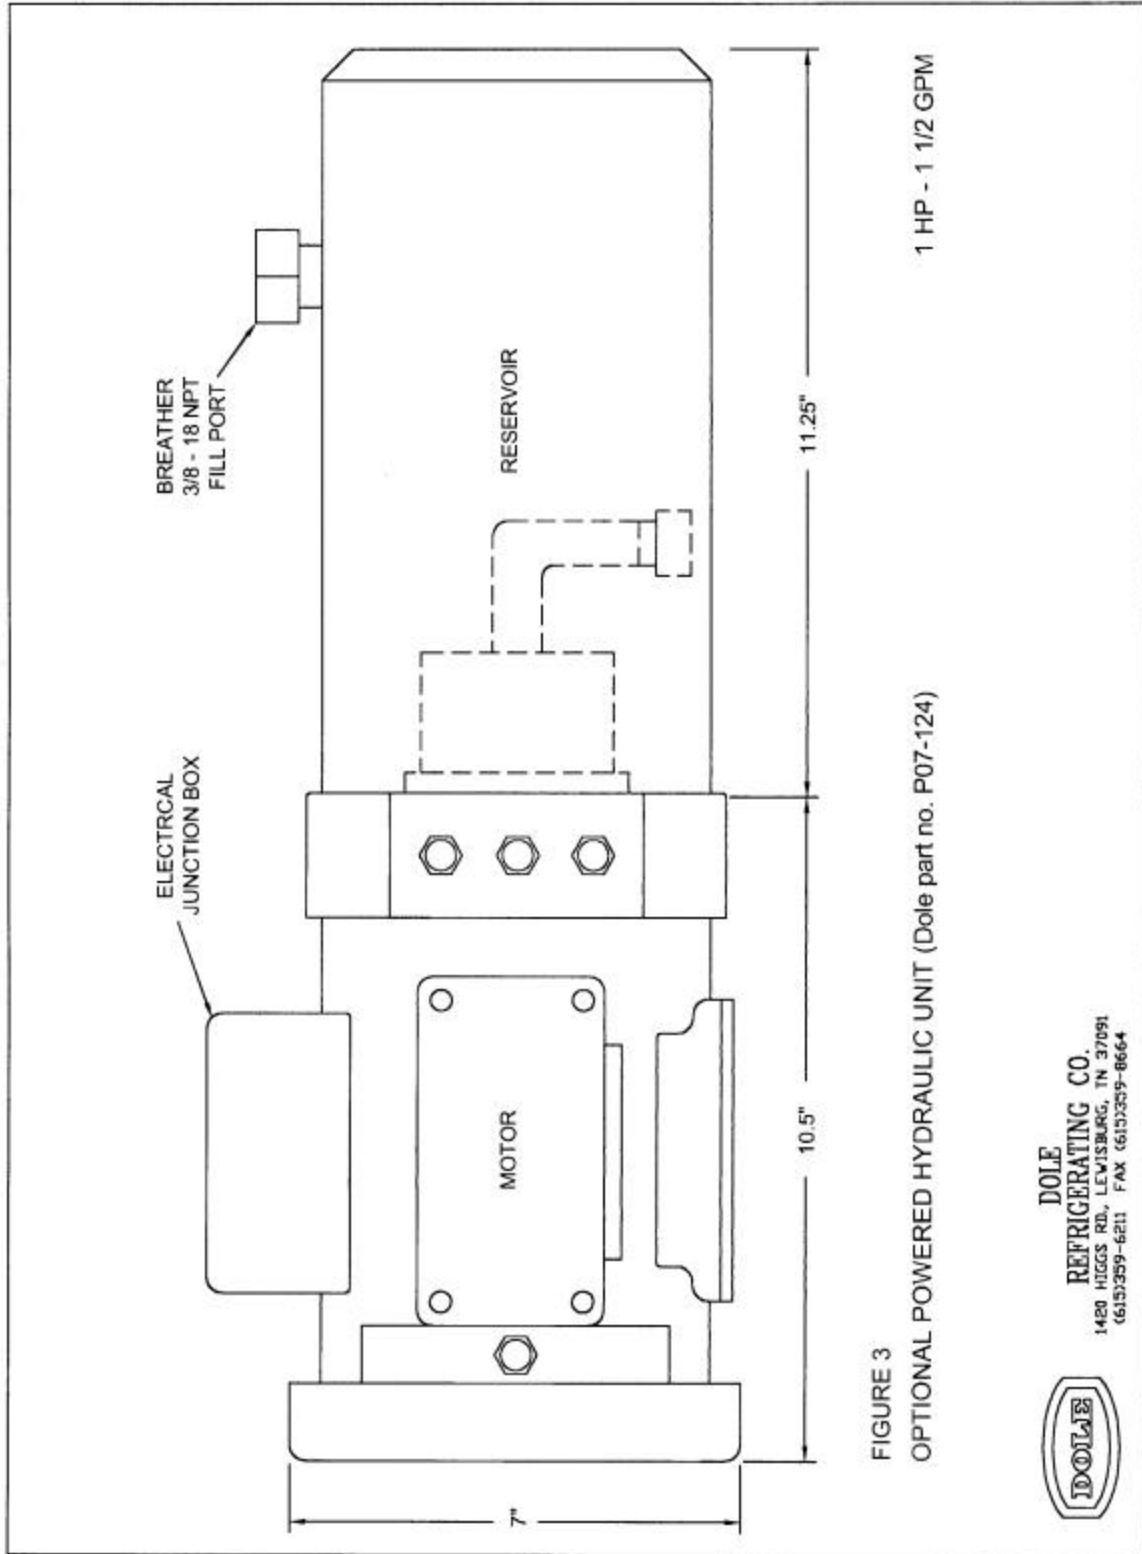 BREATHER
3/8 - 18 NPT
FILL PORT
ELECTRCAL
JUNCTION BOX
RESERVOIR
MOTOR
7"
10.5"
11.25"
FIGURE 3
OPTIONAL POWERED HYDRAULIC UNIT (Dole part no. P07-124)
1 HP - 1 1/2 GPM
DOLE
DOLE
REFRIGERATING CO.
1420 HIGGS RD., LEWISBURG, TN 37091
(615)359-6211 FAX (615)359-8664